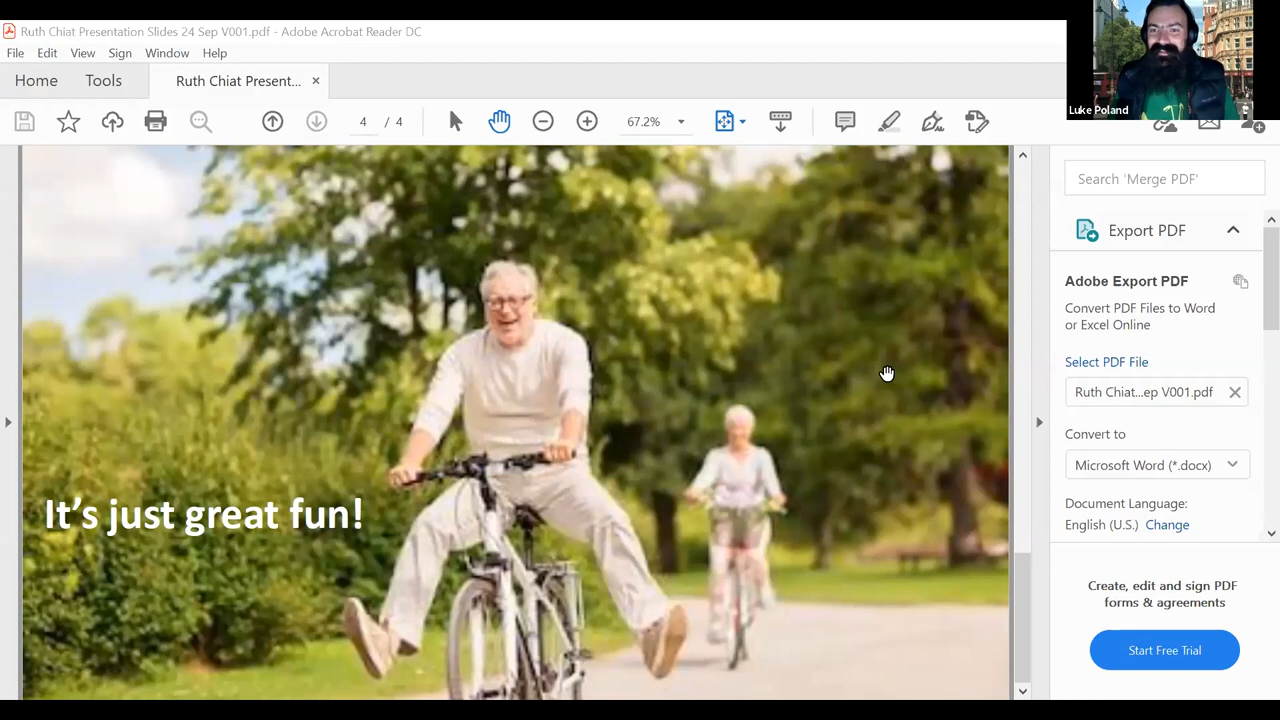 Ruth Chiat Presentation Slides 24 Sep V001.pdf - Adobe Acrobat Reader DC
File Edit View Sign Window Help
Home Tools Ruth Chiat Present... ×
4 / 4 67.2%
Luke Poland
Search 'Merge PDF'
Export PDF
Adobe Export PDF
Convert PDF Files to Word
or Excel Online
Select PDF File
Ruth Chiat...ep V001.pdf
Convert to
Microsoft Word (*.docx)
Document Language:
English (U.S.) Change
Create, edit and sign PDF
forms & agreements
Start Free Trial
It's just great fun!